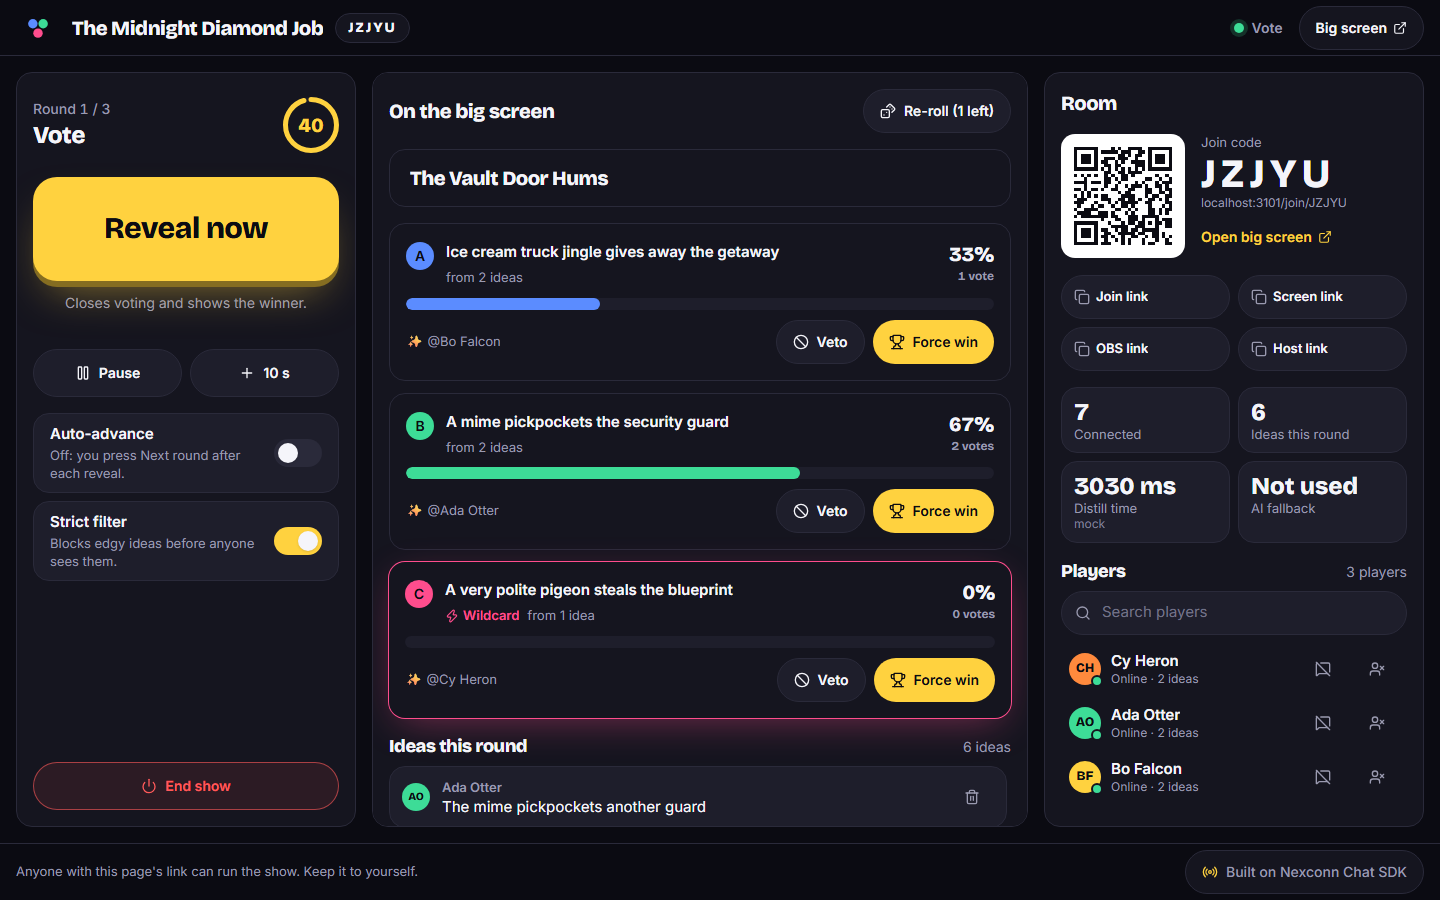 The Midnight Diamond Job
JZJYU
Vote
Big screen
Round 1 / 3
Vote
40
Reveal now
Closes voting and shows the winner.
Pause
10 s
Auto-advance
Off: you press Next round after
each reveal.
Strict filter
Blocks edgy ideas before anyone
sees them.
End show
On the big screen
Re-roll (1 left)
The Vault Door Hums
A
Ice cream truck jingle gives away the getaway
33%
from 2 ideas
1 vote
@Bo Falcon
Veto
Force win
B
A mime pickpockets the security guard
67%
from 2 ideas
2 votes
@Ada Otter
Veto
Force win
C
A very polite pigeon steals the blueprint
0%
Wildcard from 1 idea
0 votes
@Cy Heron
Veto
Force win
Ideas this round
6 ideas
AO
Ada Otter
The mime pickpockets another guard
Room
Join code
JZJYU
localhost:3101/join/JZJYU
Open big screen
Join link
Screen link
OBS link
Host link
7
Connected
6
Ideas this round
3030 ms
Distill time
mock
Not used
AI fallback
Players
3 players
Search players
CH
Cy Heron
Online · 2 ideas
AO
Ada Otter
Online · 2 ideas
BF
Bo Falcon
Online · 2 ideas
Anyone with this page's link can run the show. Keep it to yourself.
Built on Nexconn Chat SDK